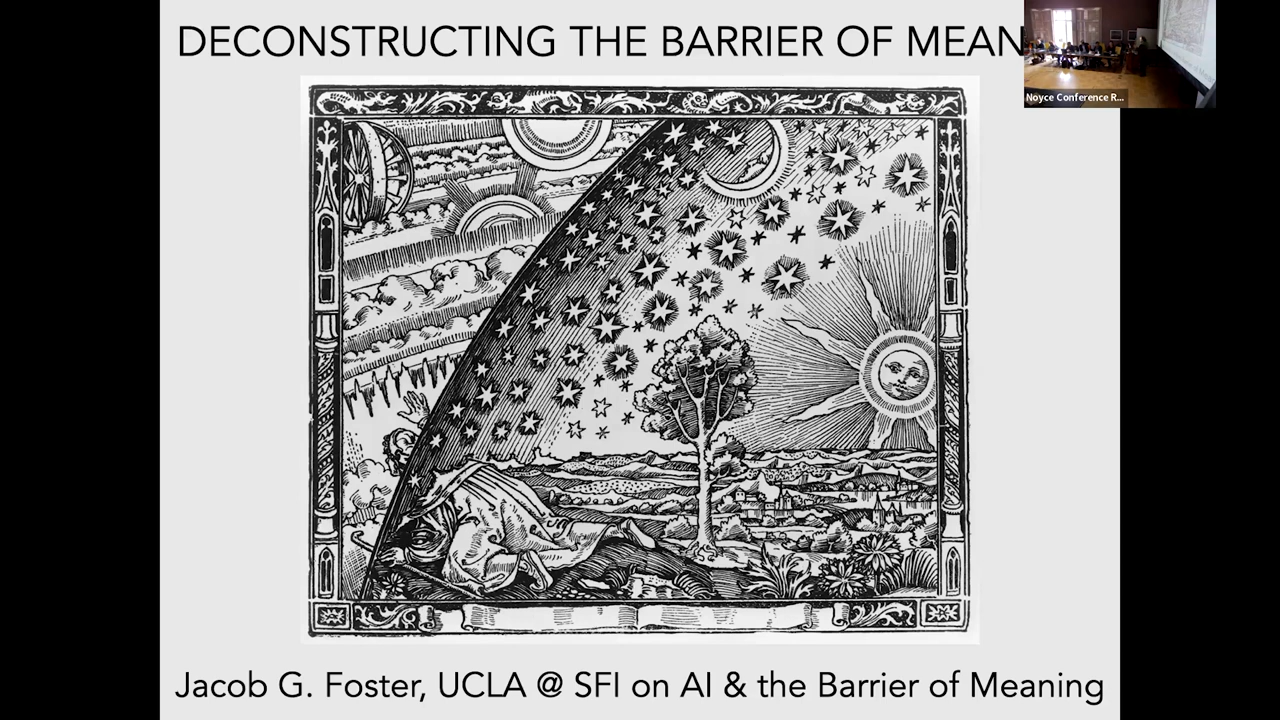 DECONSTRUCTING THE BARRIER OF MEAN
Noyce Conference R...
Jacob G. Foster, UCLA @ SFI on AI & the Barrier of Meaning